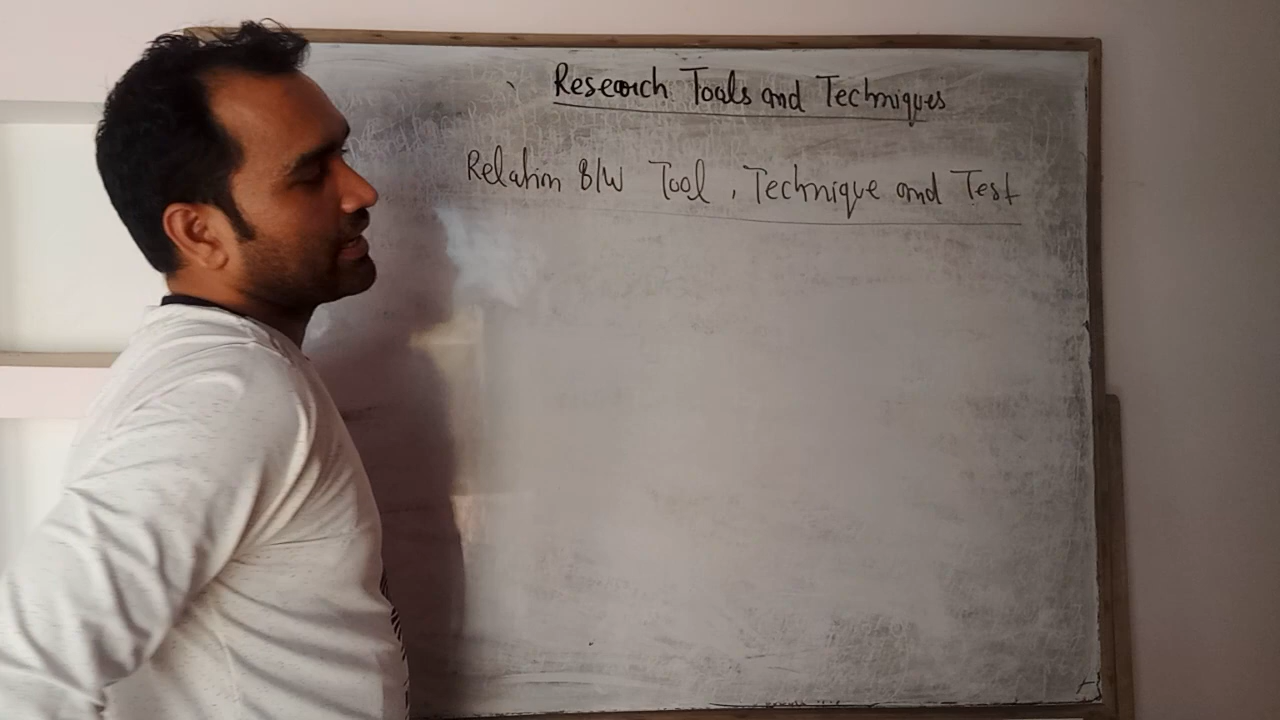 Research Tools and Techniques
Relation B/W Tool, Technique and Test